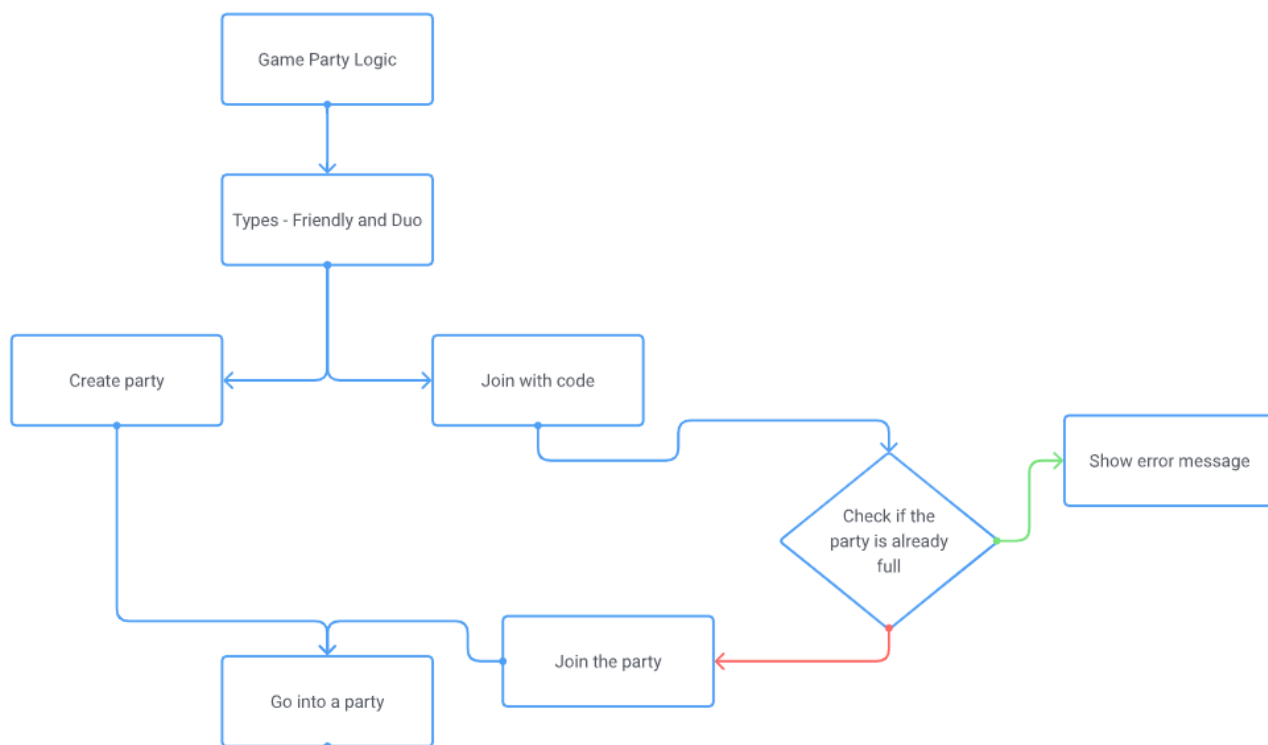 Game Party Logic
Types - Friendly and Duo
Create party
Join with code
Show error message
Check if the
party is already
full
Join the party
Go into a party